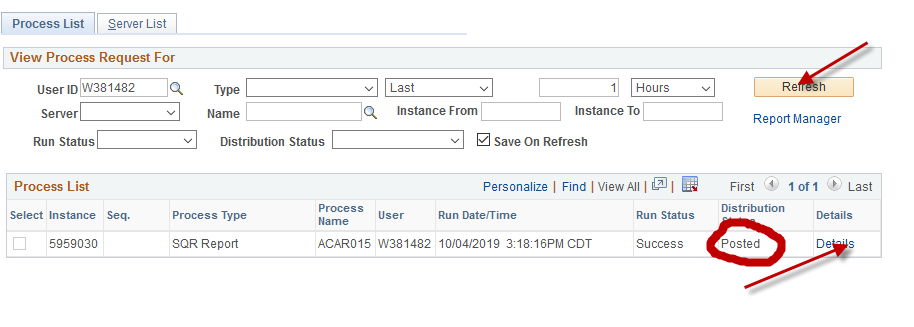 Process List Server List
View Process Request For
User ID W381482 Type Last 1 Hours Refresh
Server Name Instance From Instance To Report Manager
Run Status Distribution Status Save On Refresh
Process List Personalize | Find | View All | | First 1 of 1 Last
Select Instance Seq. Process Type Process Name User Run Date/Time Run Status Distribution Status Details
5959030 SQR Report ACAR015 W381482 10/04/2019 3:18:16PM CDT Success Posted Details